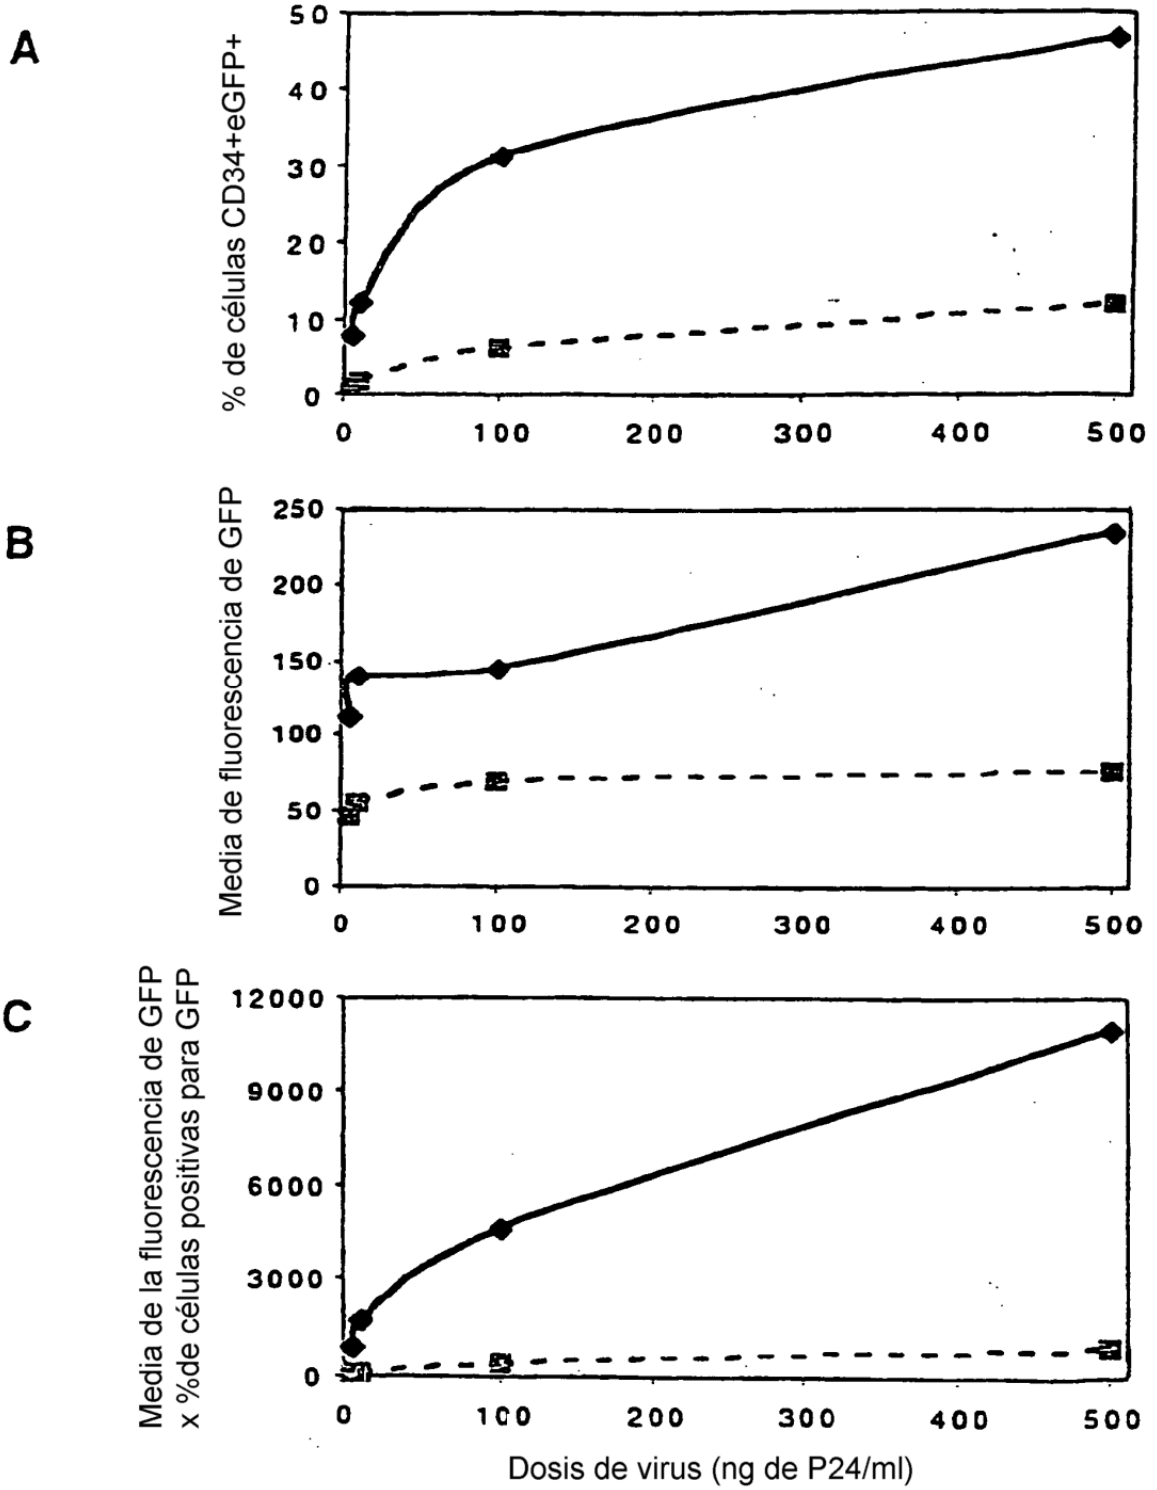 A
% de células CD34+eGFP+
50
40
30
20
10
0
0 100 200 300 400 500
B
Media de fluorescencia de GFP
250
200
150
100
50
0
0 100 200 300 400 500
C
Media de la fluorescencia de GFP
x %de células positivas para GFP
12000
9000
6000
3000
0
0 100 200 300 400 500
Dosis de virus (ng de P24/ml)